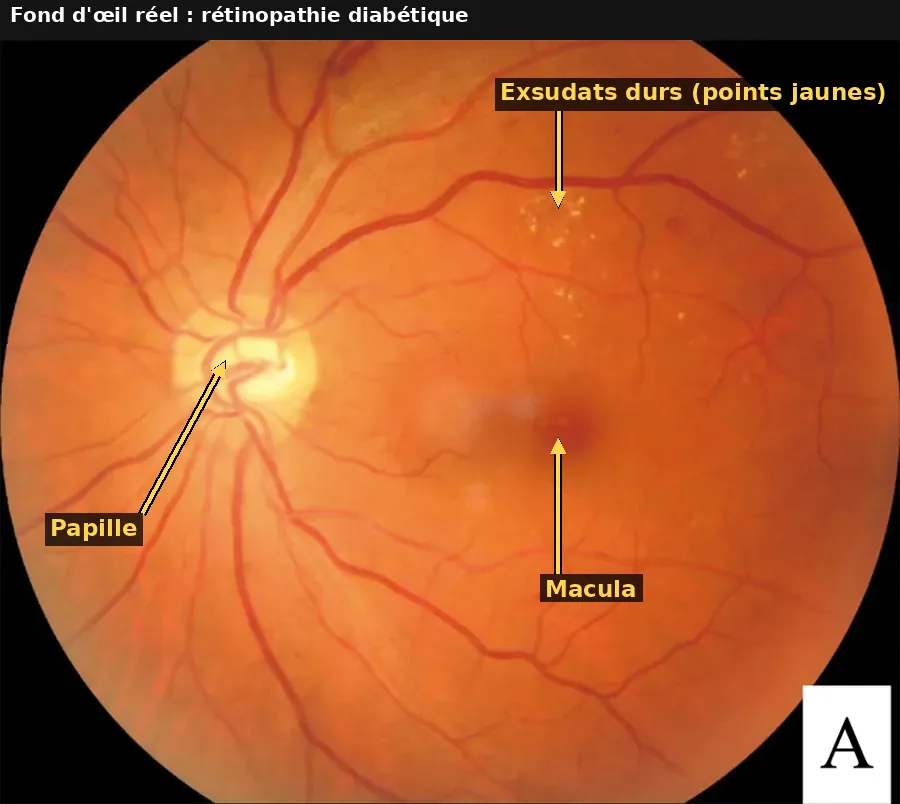 Fond d'œil réel : rétinopathie diabétique
Exsudats durs (points jaunes)
Papille
Macula
A